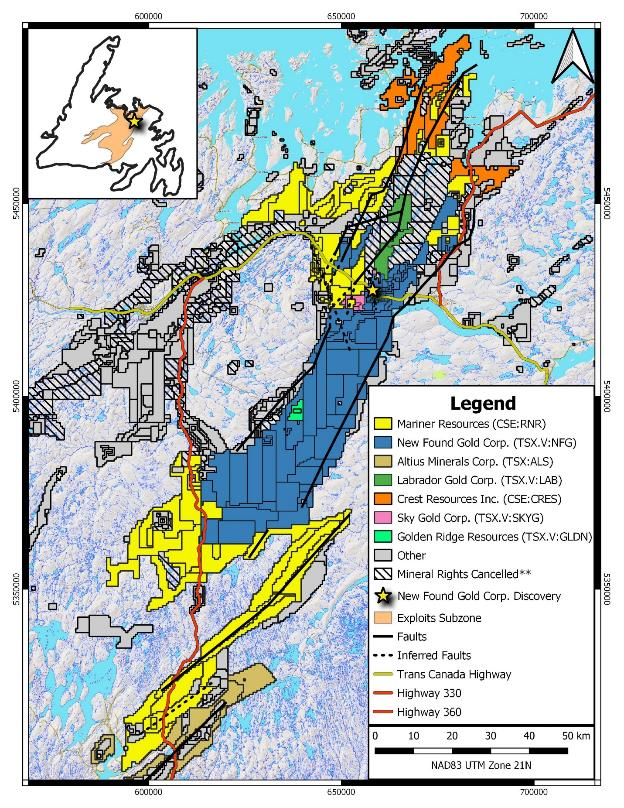 600000
650000
700000
5450000
5450000
5400000
5400000
5350000
5350000
Legend
Mariner Resources (CSE:RNR)
New Found Gold Corp. (TSX.V:NFG)
Altius Minerals Corp. (TSX:ALS)
Labrador Gold Corp. (TSX.V:LAB)
Crest Resources Inc. (CSE:CRES)
Sky Gold Corp. (TSX.V:SKYG)
Golden Ridge Resources (TSX.V:GLDN)
Other
Mineral Rights Cancelled**
New Found Gold Corp. Discovery
Exploits Subzone
Faults
Inferred Faults
Trans Canada Highway
Highway 330
Highway 360
0 10 20 30 40 50 km
NAD83 UTM Zone 21N
600000
650000
700000